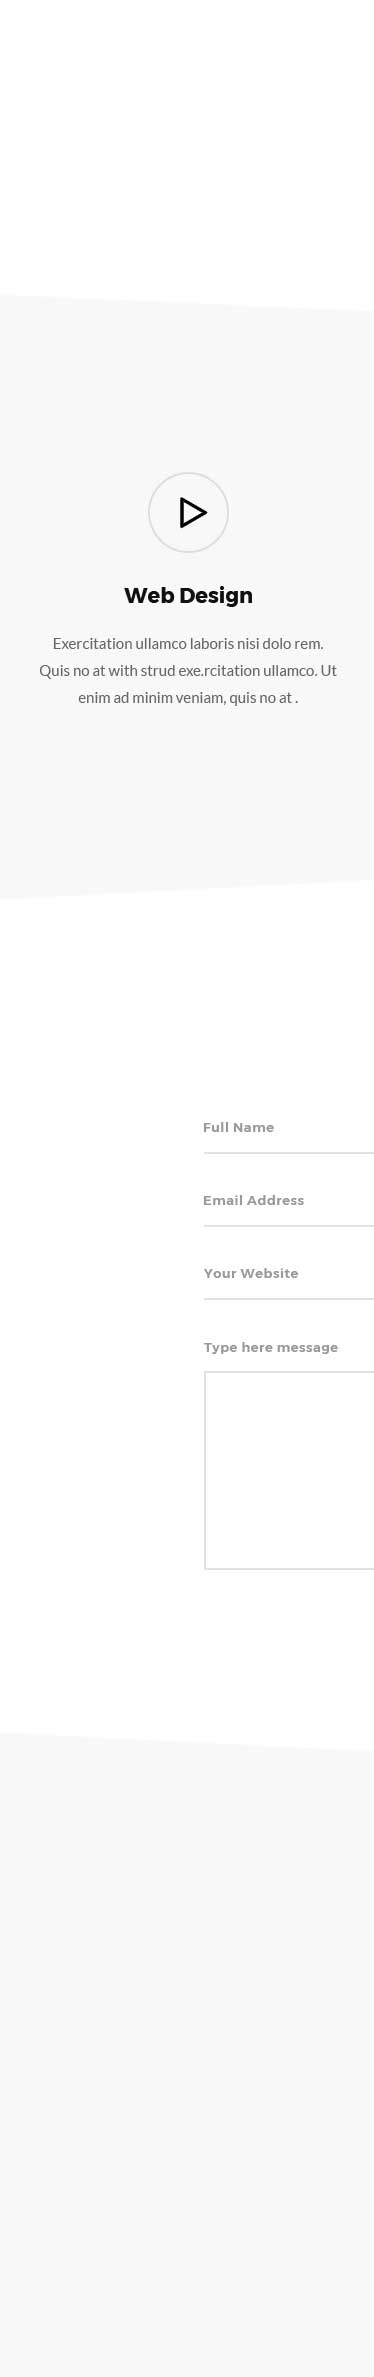 Web Design
Exercitation ullamco laboris nisi dolo rem.
Quis no at with strud exe.rcitation ullamco. Ut
enim ad minim veniam, quis no at .
Full Name
Email Address
Your Website
Type here message